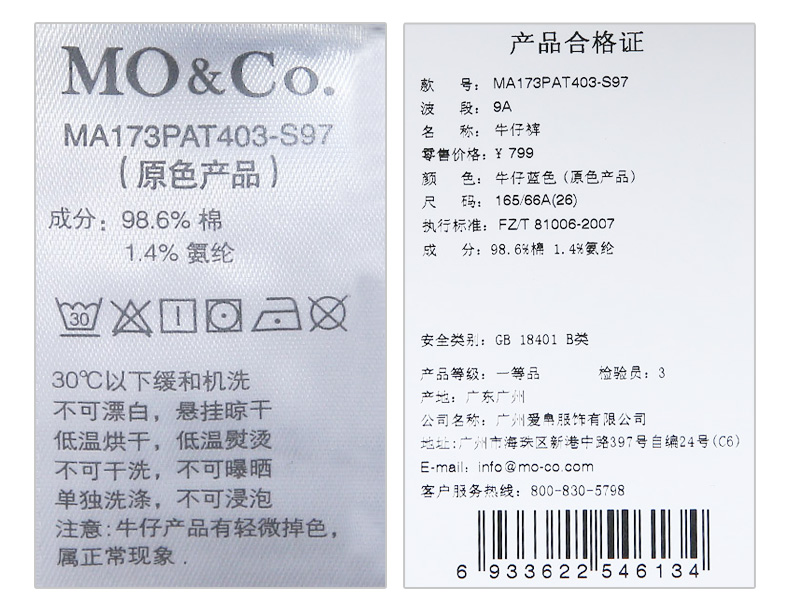 MO&Co.
MA173PAT403-S97
(原色产品)
成分: 98.6% 棉
1.4% 氨纶
30
30℃以下缓和机洗
不可漂白，悬挂晾干
低温烘干，低温熨烫
不可干洗，不可曝晒
单独洗涤，不可浸泡
注意:牛仔产品有轻微掉色，
属正常现象.
产品合格证
款 号: MA173PAT403-S97
波 段: 9A
名 称: 牛仔裤
零售价格: ¥ 799
颜 色: 牛仔蓝色 (原色产品)
尺 码: 165/66A(26)
执行标准: FZ/T 81006-2007
成 分: 98.6%棉 1.4%氨纶
安全类别: GB 18401 B类
产品等级: 一等品 检验员: 3
产地: 广东广州
公司名称: 广州爱帛服饰有限公司
地址:广州市海珠区新港中路397号自编24号(C6)
E-mail: info@mo-co.com
客户服务热线: 800-830-5798
6 933622 546134